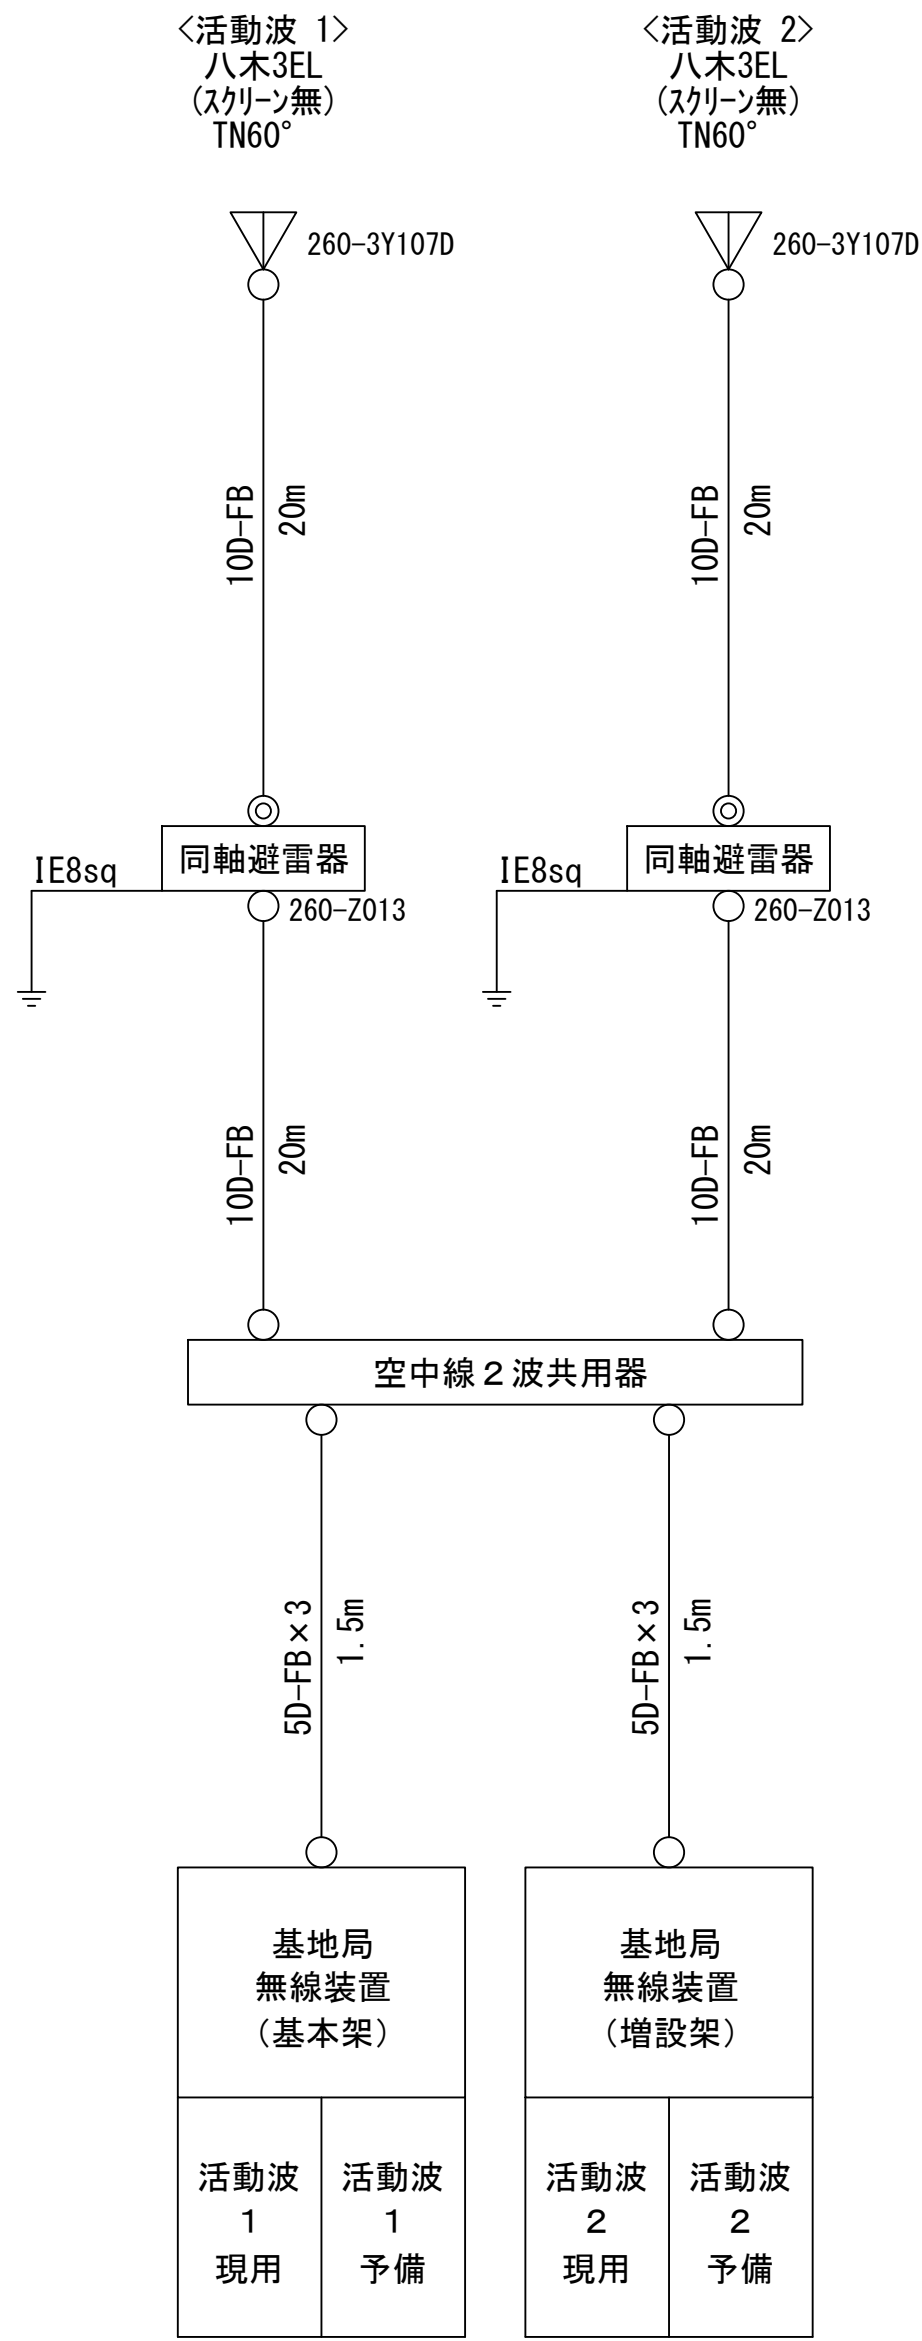 <活動波 1>
八木3EL
(ｽｸﾘｰﾝ無)
TN60°
260-3Y107D
10D-FB
20m
同軸避雷器
IE8sq
260-Z013
10D-FB
20m
<活動波 2>
八木3EL
(ｽｸﾘｰﾝ無)
TN60°
260-3Y107D
10D-FB
20m
同軸避雷器
IE8sq
260-Z013
10D-FB
20m
空中線２波共用器
5D-FB×3
1.5m
5D-FB×3
1.5m
基地局
無線装置
（基本架）
活動波
１
現用
活動波
１
予備
基地局
無線装置
（増設架）
活動波
２
現用
活動波
２
予備